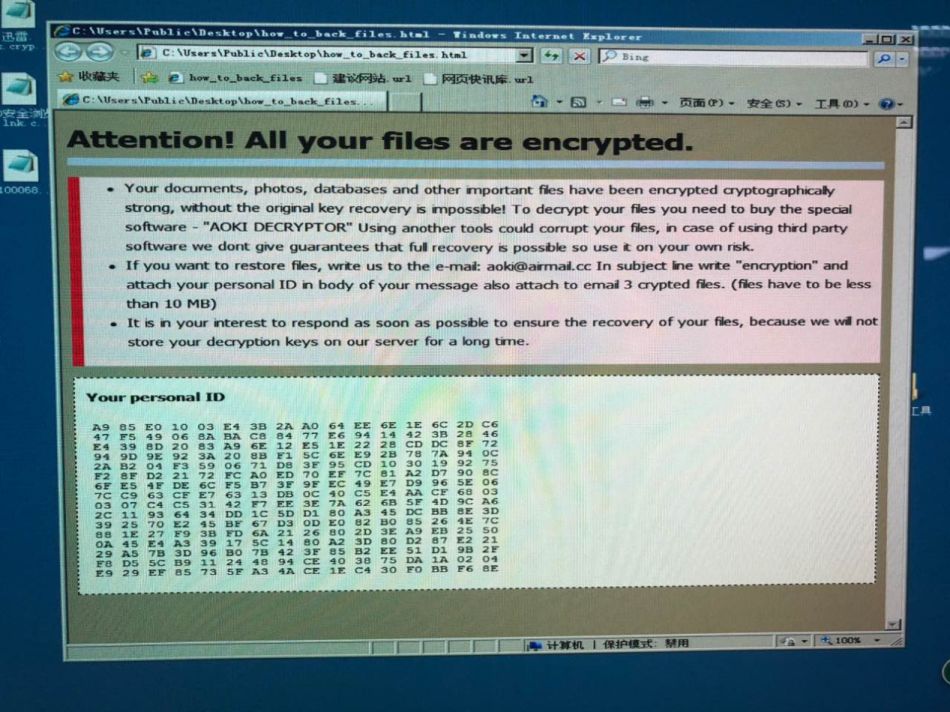 C:\Users\Public\Desktop\how_to_back_files.html - Windows Internet Explorer
C:\Users\Public\Desktop\how_to_back_files.html
Bing
收藏夹
how_to_back_files
建议网站.url
网页快讯库.url
C:\Users\Public\Desktop\how_to_back_files...
页面(P)
安全(S)
工具(O)
迅雷.
cryp.
lnk.c..
100068.
工具
Attention! All your files are encrypted.
• Your documents, photos, databases and other important files have been encrypted cryptographically
strong, without the original key recovery is impossible! To decrypt your files you need to buy the special
software - "AOKI DECRYPTOR" Using another tools could corrupt your files, in case of using third party
software we dont give guarantees that full recovery is possible so use it on your own risk.
• If you want to restore files, write us to the e-mail: aoki@airmail.cc In subject line write "encryption" and
attach your personal ID in body of your message also attach to email 3 crypted files. (files have to be less
than 10 MB)
• It is in your interest to respond as soon as possible to ensure the recovery of your files, because we will not
store your decryption keys on our server for a long time.
Your personal ID
A9 85 E0 10 03 E4 3B 2A A0 64 EE 6E 1E 6C 2D C6
47 F5 49 06 8A BA C8 84 77 E6 94 14 42 3B 28 46
E4 39 8D 20 83 A9 6E 12 E5 1E 22 28 CD DC 8F 72
94 9D 9E 92 3A 20 8B F1 5C 6E E9 2B 78 7A 94 0C
2A B2 04 F3 59 06 71 D8 3F 95 CD 10 30 19 92 75
F2 8F D2 21 72 FC A0 ED 70 EF 7C 81 A2 D7 90 8C
6F E5 4F DE 6C F5 B7 3F 9F EC 49 E7 D9 96 5E 06
7C C9 63 CF E7 63 13 DB 0C 40 C5 E4 AA CF 68 03
03 07 C4 C5 31 42 F7 EE 3E 7A 62 6B 5F 4D 9C A6
2C 11 93 64 34 DD 1C 5D D1 80 A3 45 DC BB 8E 3D
39 25 70 E2 45 BF 67 D3 0D E0 82 B0 85 26 4E 7C
88 1E 27 F9 3B FD 6A 21 26 80 2D 3E A9 EB 25 50
0A 45 E4 A3 39 17 5C 14 80 A2 3D 80 D2 87 E2 21
29 A5 7B 3D 96 B0 7B 42 3F 85 B2 EE 51 D1 9B 2F
F8 D5 5C B9 11 24 48 94 CE 40 38 75 DA 1A 02 04
E9 29 EF 85 73 5F A3 4A CE 1E C4 30 F0 BB F6 8E
计算机 | 保护模式: 禁用
100%